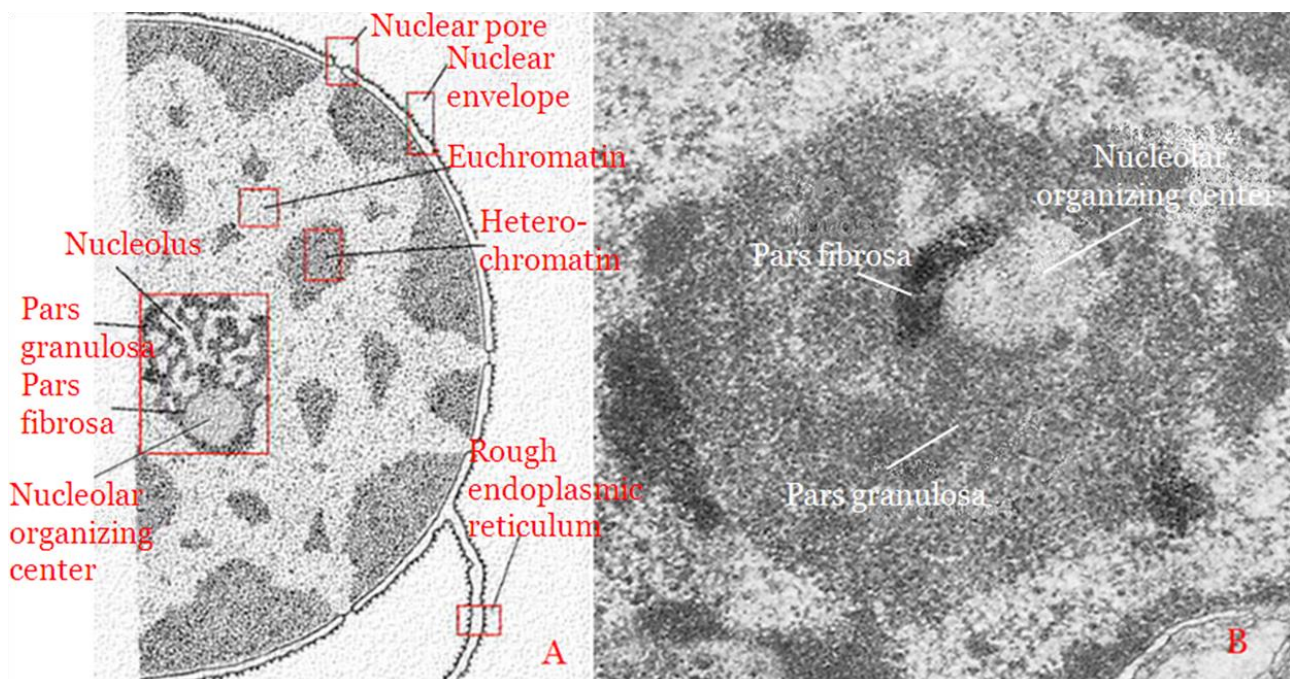 Nuclear pore
Nuclear
envelope
Euchromatin
Hetero-
chromatin
Nucleolus
Pars
granulosa
Pars
fibrosa
Nucleolar
organizing
center
Rough
endoplasmic
reticulum
A
Nucleolar
organizing center
Pars fibrosa
Pars granulosa
B